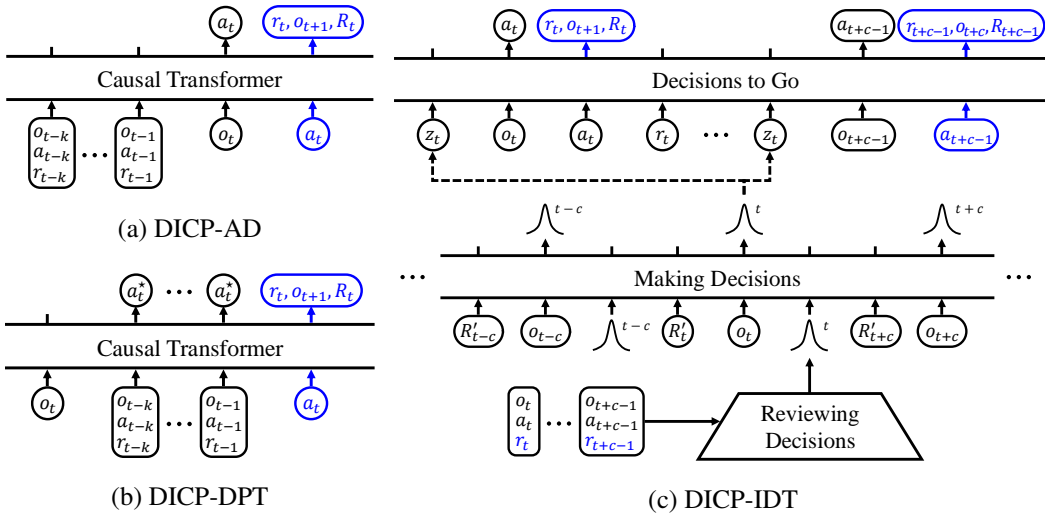 a_t
r_t, o_{t+1}, R_t
Causal Transformer
o_{t-k}
a_{t-k}
r_{t-k}
...
o_{t-1}
a_{t-1}
r_{t-1}
o_t
a_t
(a) DICP-AD
a_t^⋆
...
a_t^⋆
r_t, o_{t+1}, R_t
Causal Transformer
o_t
o_{t-k}
a_{t-k}
r_{t-k}
...
o_{t-1}
a_{t-1}
r_{t-1}
a_t
(b) DICP-DPT
a_t
r_t, o_{t+1}, R_t
a_{t+c-1}
r_{t+c-1}, o_{t+c}, R_{t+c-1}
Decisions to Go
z_t
o_t
a_t
r_t
...
z_t
o_{t+c-1}
a_{t+c-1}
t - c
t
t + c
...
Making Decisions
...
R'_{t-c}
o_{t-c}
t - c
R'_t
o_t
t
R'_{t+c}
o_{t+c}
o_t
a_t
r_t
...
o_{t+c-1}
a_{t+c-1}
r_{t+c-1}
Reviewing
Decisions
(c) DICP-IDT